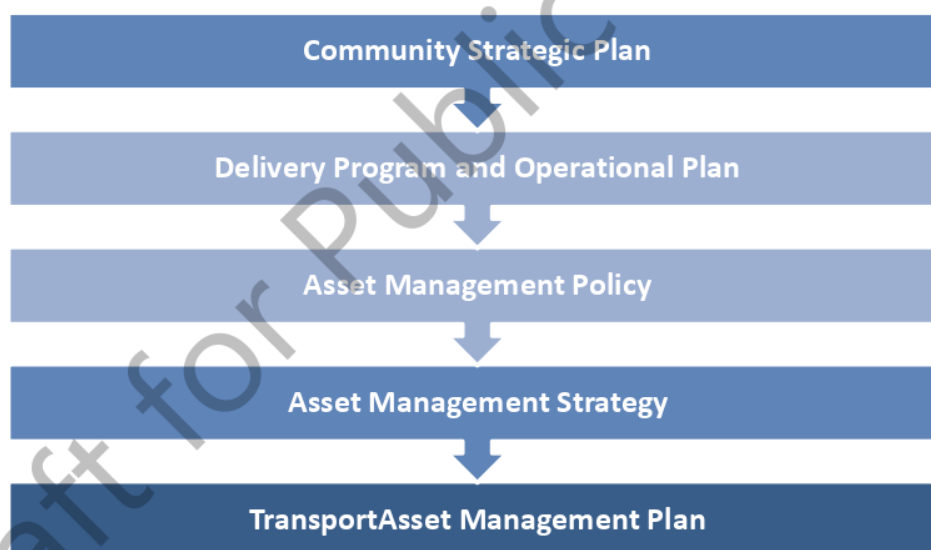 Community Strategic Plan
Delivery Program and Operational Plan
Asset Management Policy
Asset Management Strategy
TransportAsset Management Plan
for Public